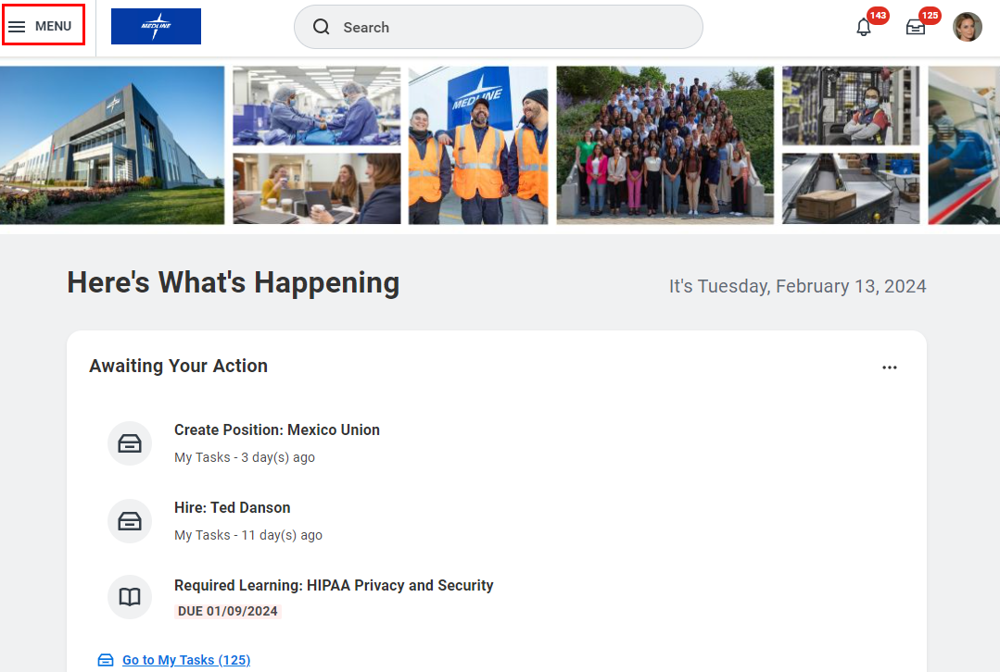 MENU
MEDLINE
Search
143
125
MEDLINE
Here's What's Happening
It's Tuesday, February 13, 2024
Awaiting Your Action
Create Position: Mexico Union
My Tasks - 3 day(s) ago
Hire: Ted Danson
My Tasks - 11 day(s) ago
Required Learning: HIPAA Privacy and Security
DUE 01/09/2024
Go to My Tasks (125)